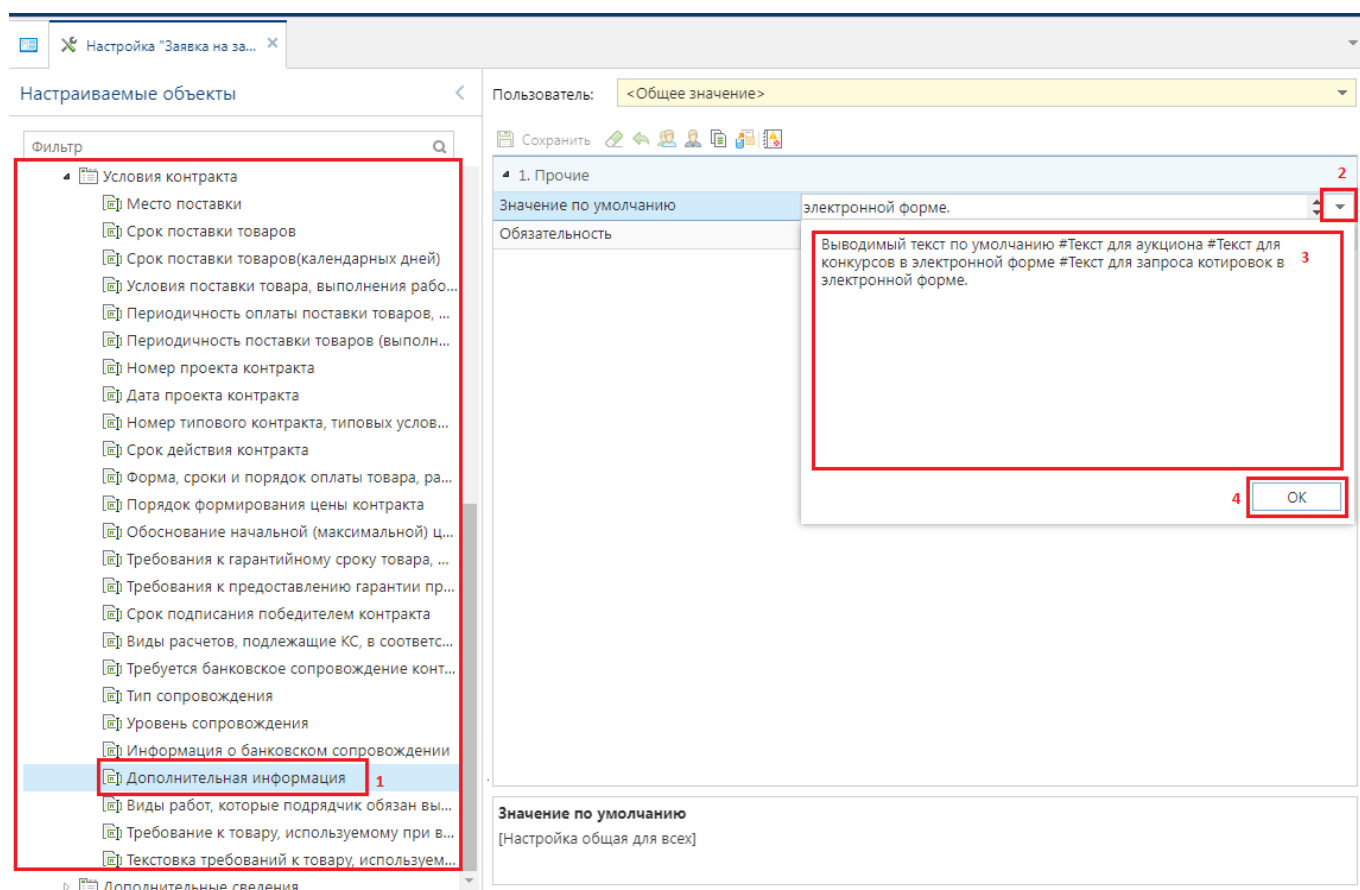 Настройка "Заявка на за...
Настраиваемые объекты
Пользователь: <Общее значение>
Фильтр
Сохранить
Условия контракта
Место поставки
Срок поставки товаров
Срок поставки товаров(календарных дней)
Условия поставки товара, выполнения рабо...
Периодичность оплаты поставки товаров, ...
Периодичность поставки товаров (выполн...
Номер проекта контракта
Дата проекта контракта
Номер типового контракта, типовых услов...
Срок действия контракта
Форма, сроки и порядок оплаты товара, ра...
Порядок формирования цены контракта
Обоснование начальной (максимальной) ц...
Требования к гарантийному сроку товара, ...
Требования к предоставлению гарантии пр...
Срок подписания победителем контракта
Виды расчетов, подлежащие КС, в соответс...
Требуется банковское сопровождение конт...
Тип сопровождения
Уровень сопровождения
Информация о банковском сопровождении
Дополнительная информация 1
Виды работ, которые подрядчик обязан вы...
Требование к товару, используемому при в...
Текстовка требований к товару, используем...
Дополнительные сведения
1. Прочие 2
Значение по умолчанию электронной форме.
Обязательность
Выводимый текст по умолчанию #Текст для аукциона #Текст для
конкурсов в электронной форме #Текст для запроса котировок в 3
электронной форме.
4 ОК
Значение по умолчанию
[Настройка общая для всех]